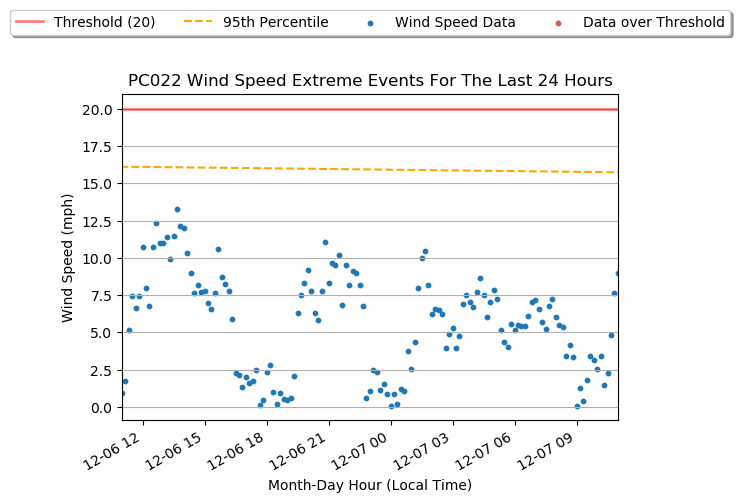 Threshold (20) 95th Percentile Wind Speed Data Data over Threshold
PC022 Wind Speed Extreme Events For The Last 24 Hours
20.0
17.5
15.0
12.5
10.0
7.5
5.0
2.5
0.0
Wind Speed (mph)
12-06 12 12-06 15 12-06 18 12-06 21 12-07 00 12-07 03 12-07 06 12-07 09
Month-Day Hour (Local Time)